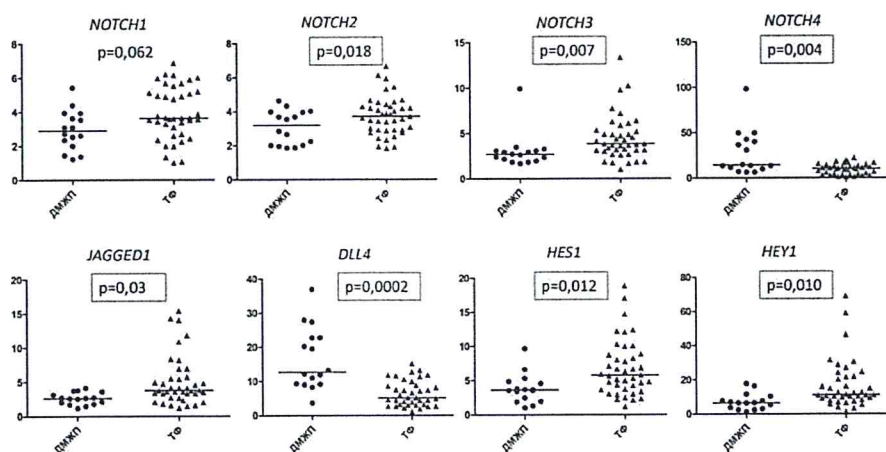 NOTCH1
NOTCH2
NOTCH3
NOTCH4
p=0,062
p=0,018
p=0,007
p=0,004
8
6
4
2
0
8
6
4
2
0
15
10
5
0
150
100
50
0
ДМЖП
ТФ
ДМЖП
ТФ
ДМЖП
ТФ
ДМЖП
ТФ
JAGGED1
DLL4
HES1
HEY1
p=0,03
p=0,0002
p=0,012
p=0,010
20
15
10
5
0
40
30
20
10
0
20
15
10
5
0
80
60
40
20
0
ДМЖП
ТФ
ДМЖП
ТФ
ДМЖП
ТФ
ДМЖП
ТФ